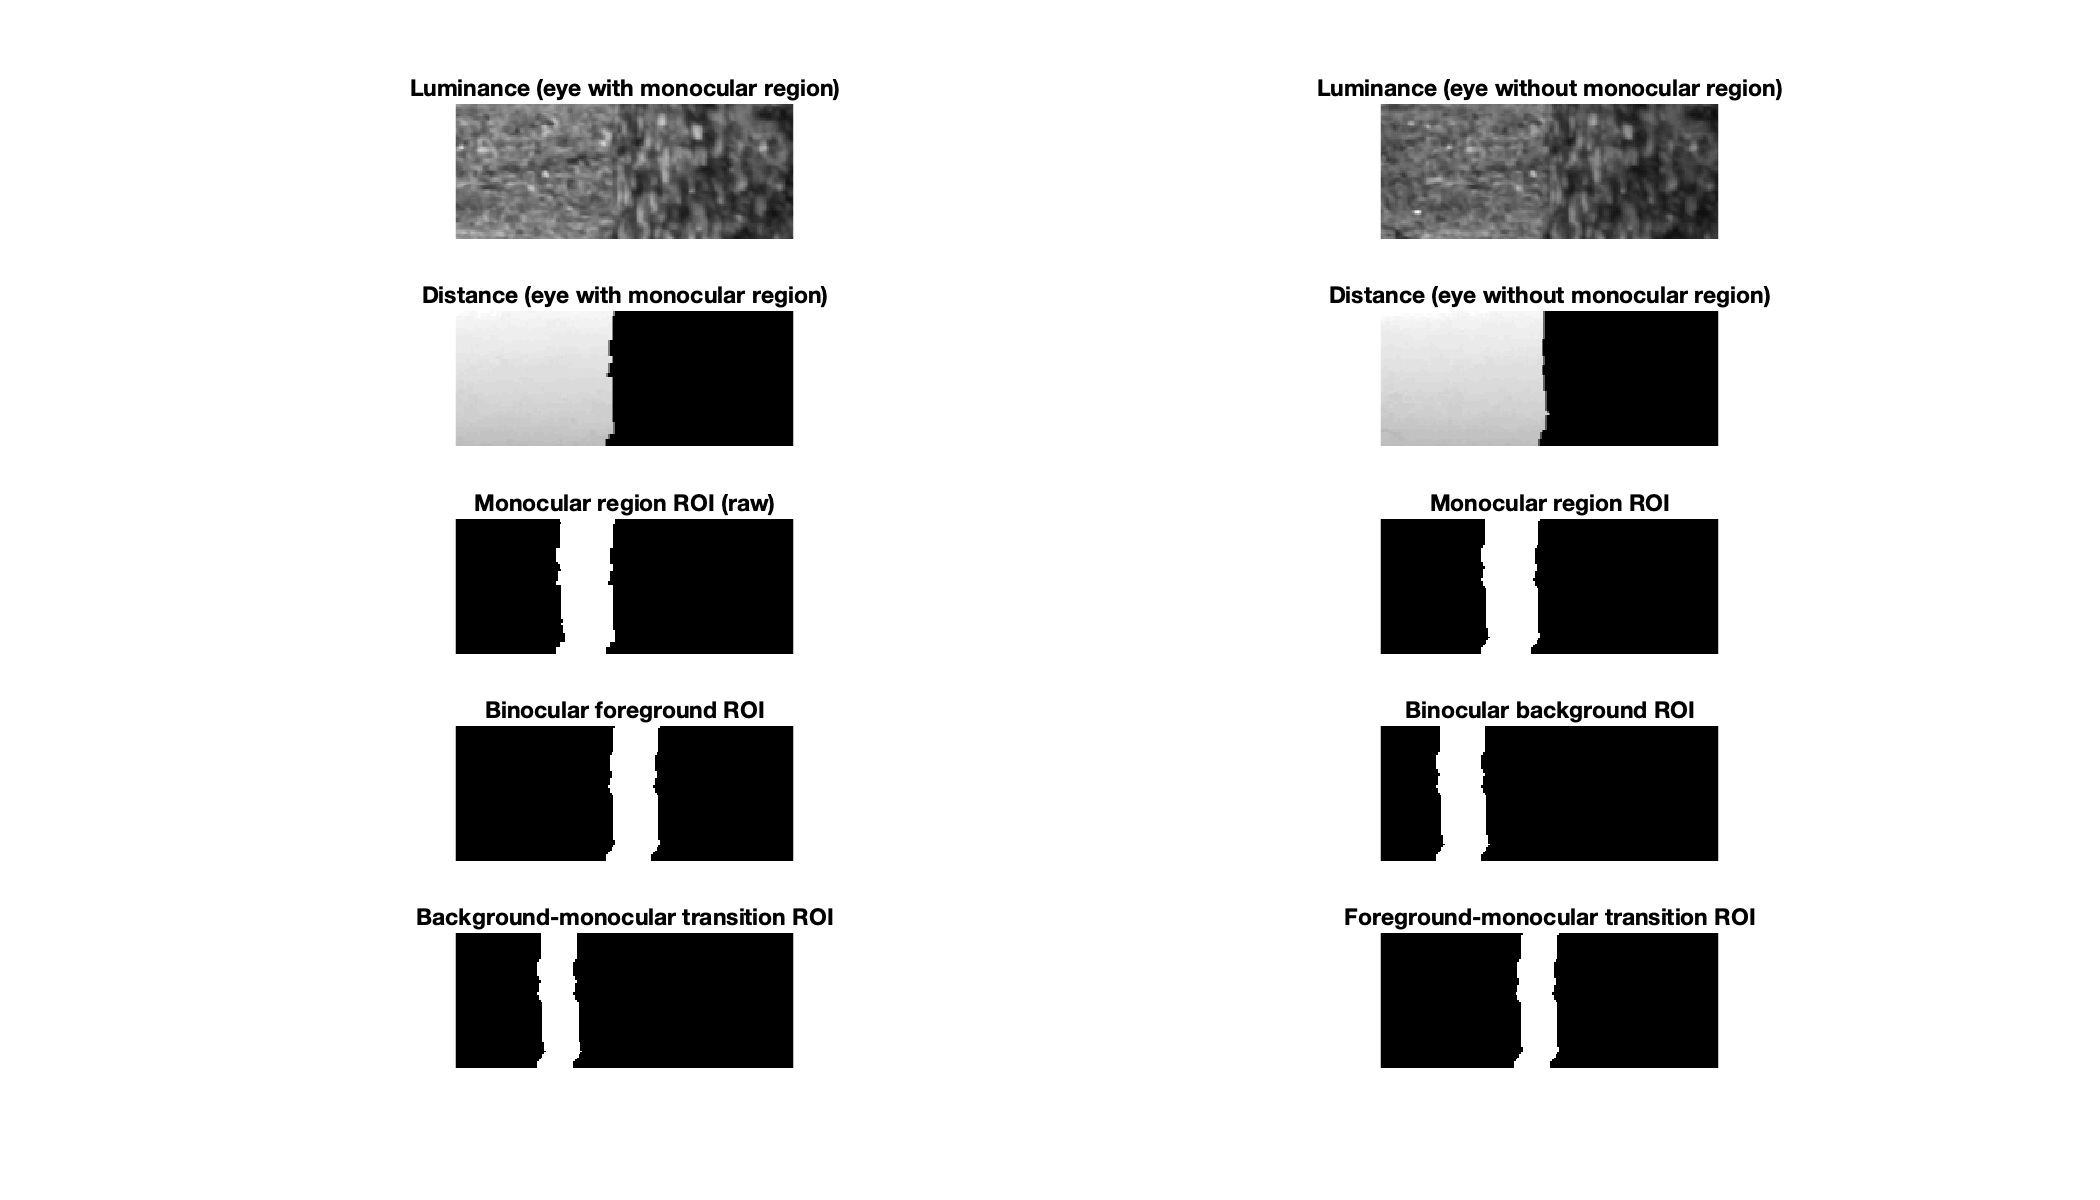 Luminance (eye with monocular region)
Luminance (eye without monocular region)
Distance (eye with monocular region)
Distance (eye without monocular region)
Monocular region ROI (raw)
Monocular region ROI
Binocular foreground ROI
Binocular background ROI
Background-monocular transition ROI
Foreground-monocular transition ROI